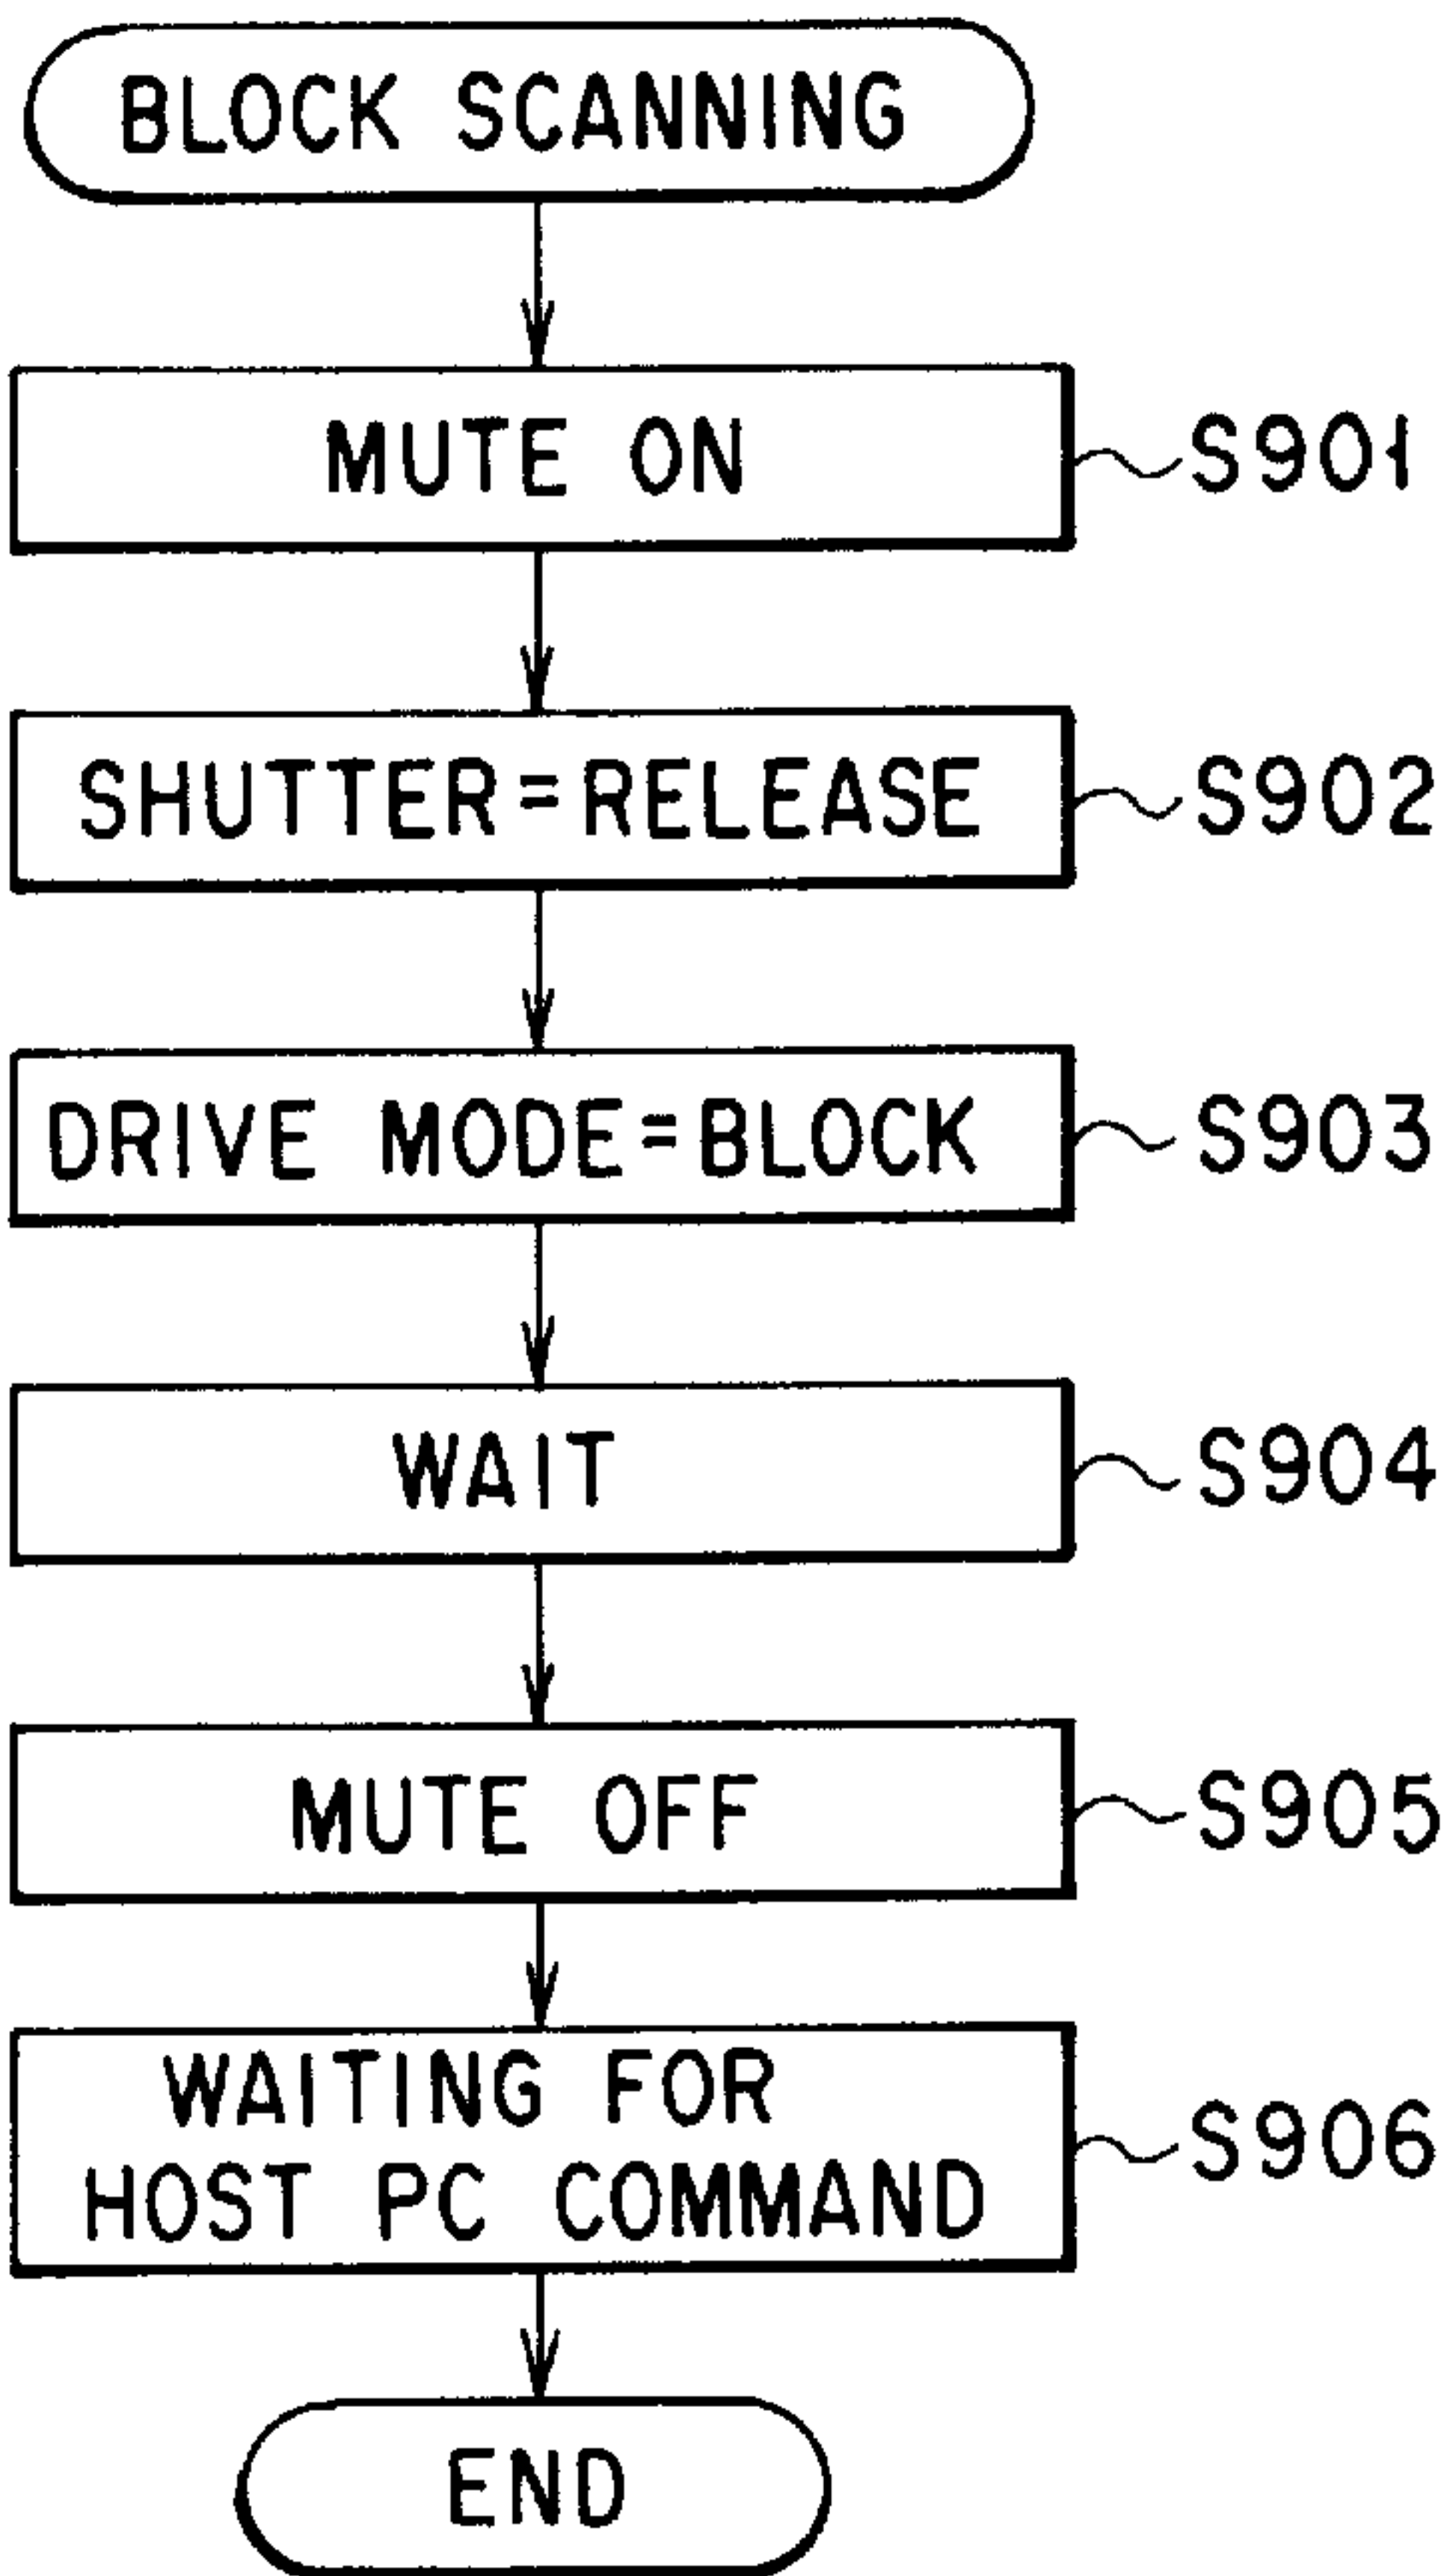 BLOCK SCANNING
MUTE ON
S901
SHUTTER=RELEASE
S902
DRIVE MODE=BLOCK
S903
WAIT
S904
MUTE OFF
S905
WAITING FOR
HOST PC COMMAND
S906
END